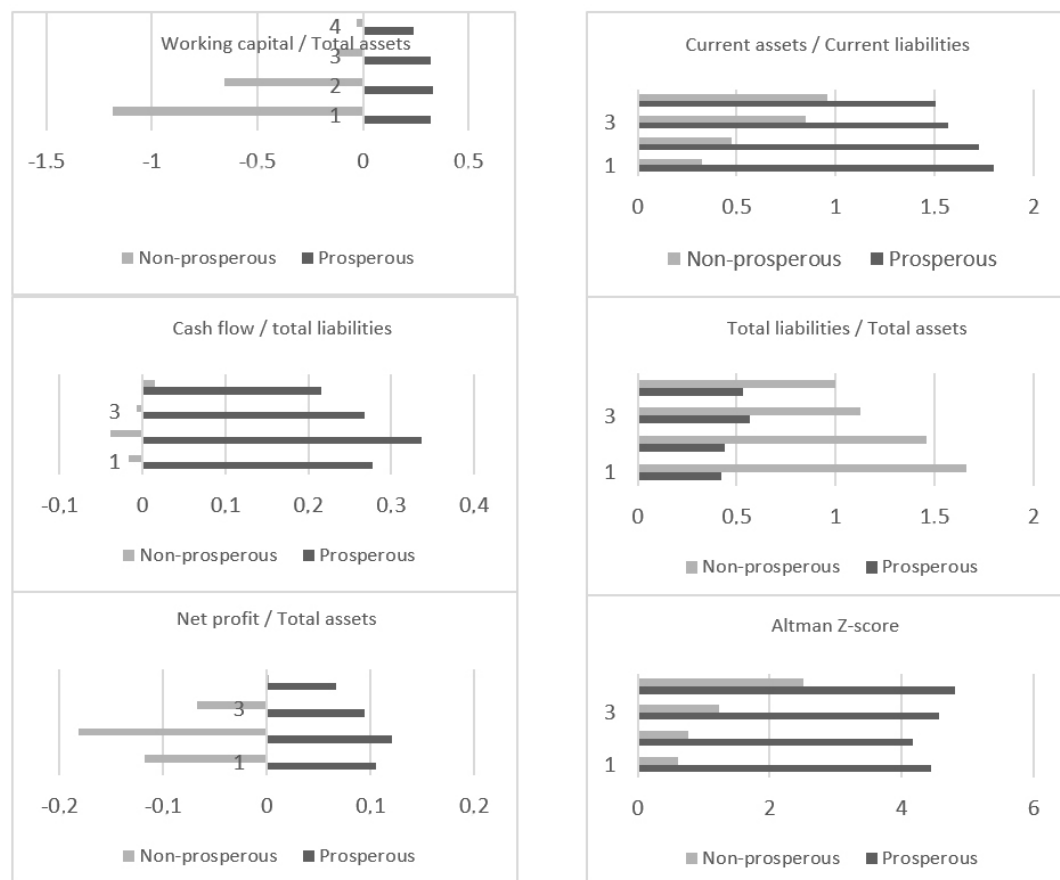 Working capital / Total assets
4
3
2
1
-1.5 -1 -0,5 0 0,5
Non-prosperous Prosperous
Current assets / Current liabilities
3
1
0 0,5 1 1.5 2
Non-prosperous Prosperous
Cash flow / total liabilities
3
1
-0,1 0 0,1 0,2 0,3 0,4
Non-prosperous Prosperous
Total liabilities / Total assets
3
1
0 0,5 1 1.5 2
Non-prosperous Prosperous
Net profit / Total assets
3
1
-0,2 -0,1 0 0,1 0,2
Non-prosperous Prosperous
Altman Z-score
3
1
0 2 4 6
Non-prosperous Prosperous